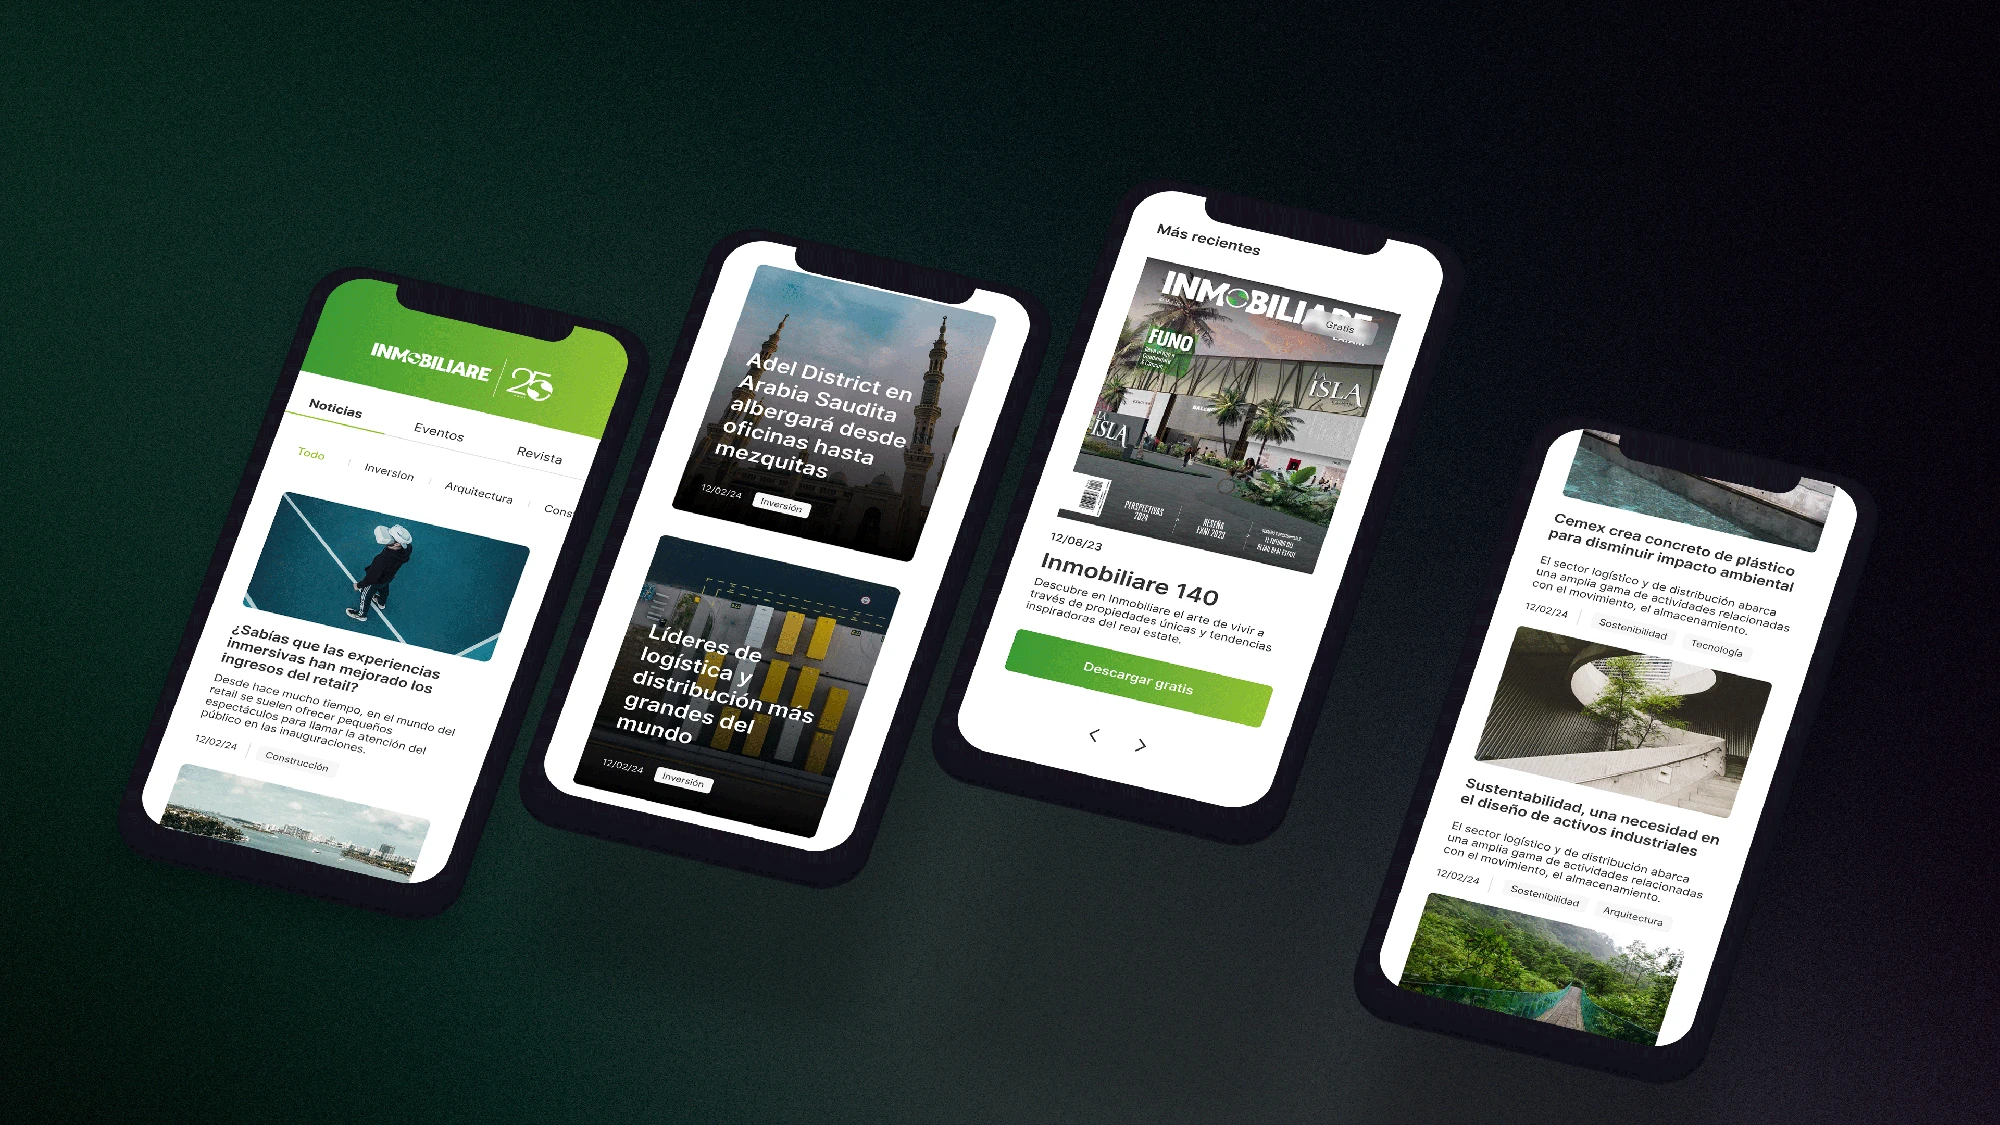 INMOBILIARE
25
Noticias
Eventos
Revista
Todo
Inversion
Arquitectura
Cons
¿Sabías que las experiencias
inmersivas han mejorado los
ingresos del retail?
Desde hace mucho tiempo, en el mundo del
retail se suelen ofrecer pequeños
espectáculos para llamar la atención del
público en las inauguraciones.
12/02/24
Construcción
Adel District en
Arabia Saudita
albergará desde
oficinas hasta
mezquitas
12/02/24
Inversión
Líderes de
logística y
distribución más
grandes del
mundo
12/02/24
Inversión
Más recientes
INMOBILIARE
Gratis
FUNO
LA
ISLA
LA
ISLA
PERSPECTIVAS
2024
RESEÑA
EXNI 2023
12/08/23
Inmobiliare 140
Descubre en Inmobiliare el arte de vivir a
través de propiedades únicas y tendencias
inspiradoras del real estate.
Descargar gratis
Cemex crea concreto de plástico
para disminuir impacto ambiental
El sector logístico y de distribución abarca
una amplia gama de actividades relacionadas
con el movimiento, el almacenamiento.
12/02/24
Sostenibilidad
Tecnología
Sustentabilidad, una necesidad en
el diseño de activos industriales
El sector logístico y de distribución abarca
una amplia gama de actividades relacionadas
con el movimiento, el almacenamiento.
12/02/24
Sostenibilidad
Arquitectura